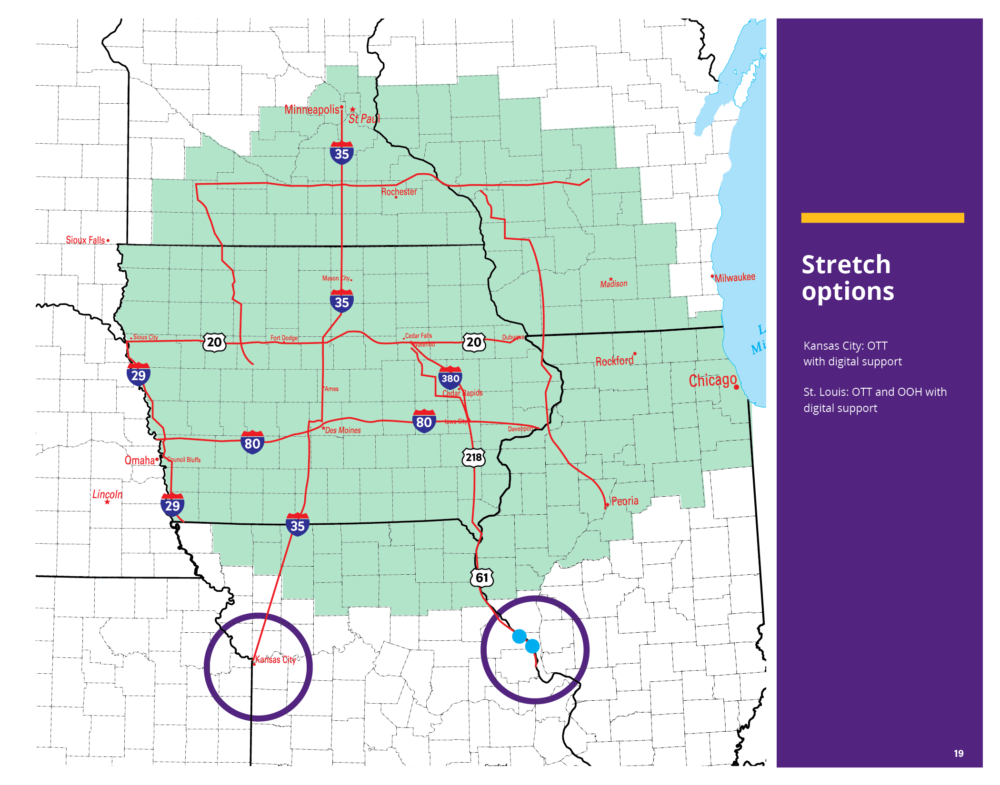 Minneapolis
St Paul
35
Rochester
Sioux Falls
Mason City
35
Madison
Milwaukee
L
Mi
Sioux City
20
Fort Dodge
Cedar Falls
Waterloo
20
Dubuque
Rockford
29
380
Chicago
Ames
Cedar Rapids
80
Iowa City
Des Moines
Davenport
80
218
Omaha
Council Bluffs
Lincoln
29
Peoria
35
61
Kansas City
Stretch
options
Kansas City: OTT
with digital support
St. Louis: OTT and OOH with
digital support
19